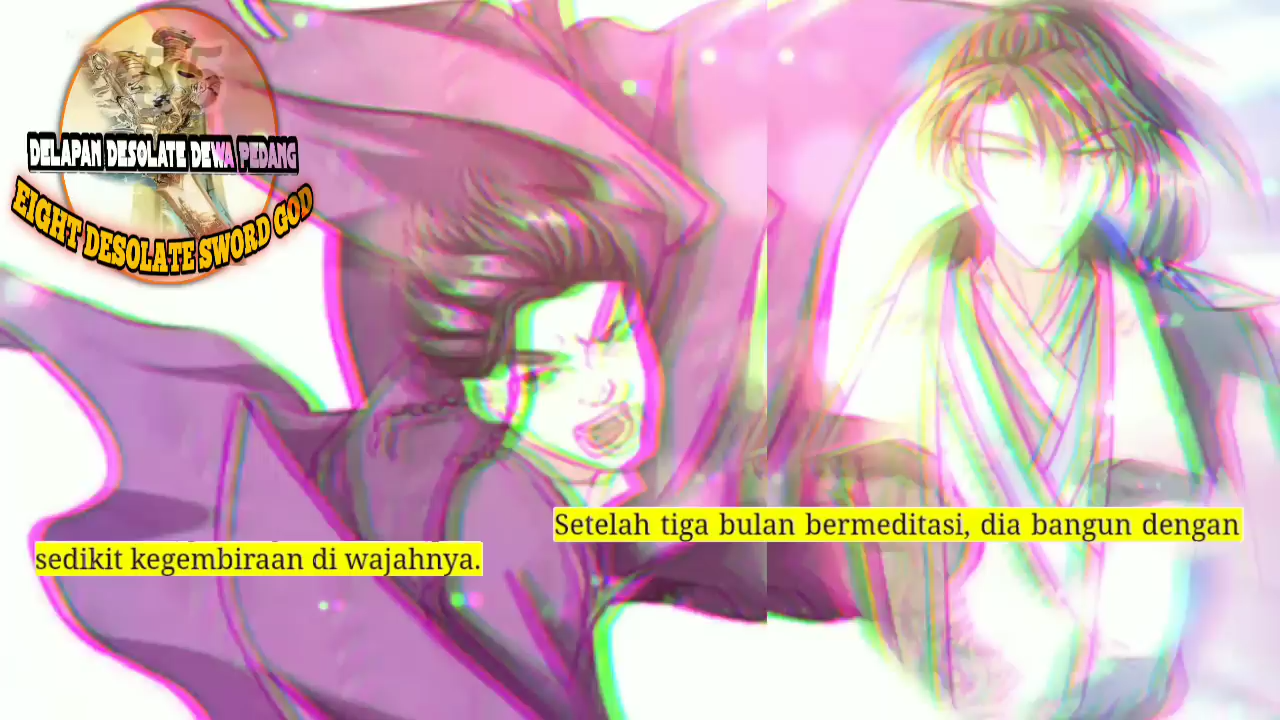 DELAPAN DESOLATE DEWA PEDANG
EIGHT DESOLATE SWORD GOD
Setelah tiga bulan bermeditasi, dia bangun dengan
sedikit kegembiraan di wajahnya.